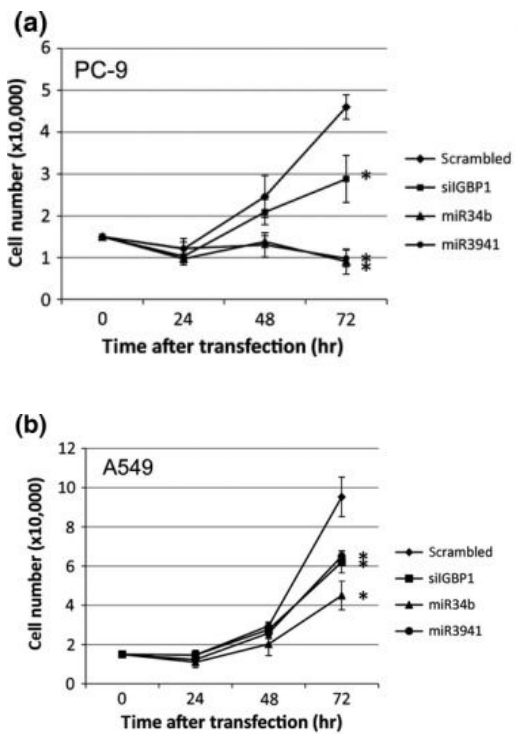 (a)
PC-9
Cell number (x10,000)
6
5
4
3
2
1
0
0 24 48 72
Time after transfection (hr)
Scrambled
siIGBP1
miR34b
miR3941
*
*
*
(b)
A549
Cell number (x10,000)
12
10
8
6
4
2
0
0 24 48 72
Time after transfection (hr)
Scrambled
siIGBP1
miR34b
miR3941
*
*
*